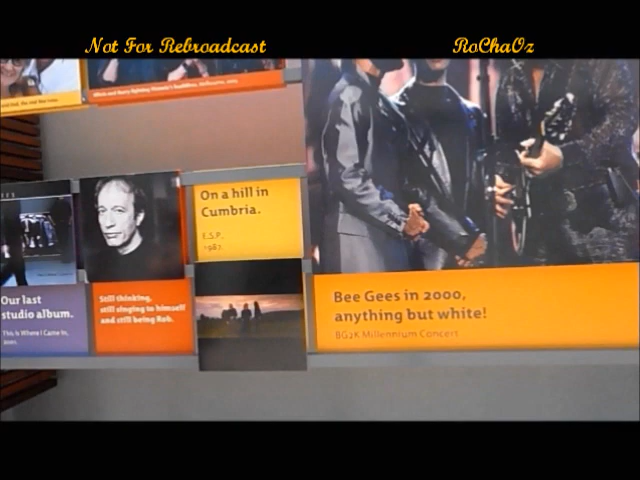 Not For Rebroadcast
RoChaOz
On a hill in
Cumbria.
E.S.P.
1987.
Our last
studio album.
This is Where I Came In,
2001.
Still thinking,
still singing to himself
and still being Rob.
Bee Gees in 2000,
anything but white!
BG2K Millennium Concert